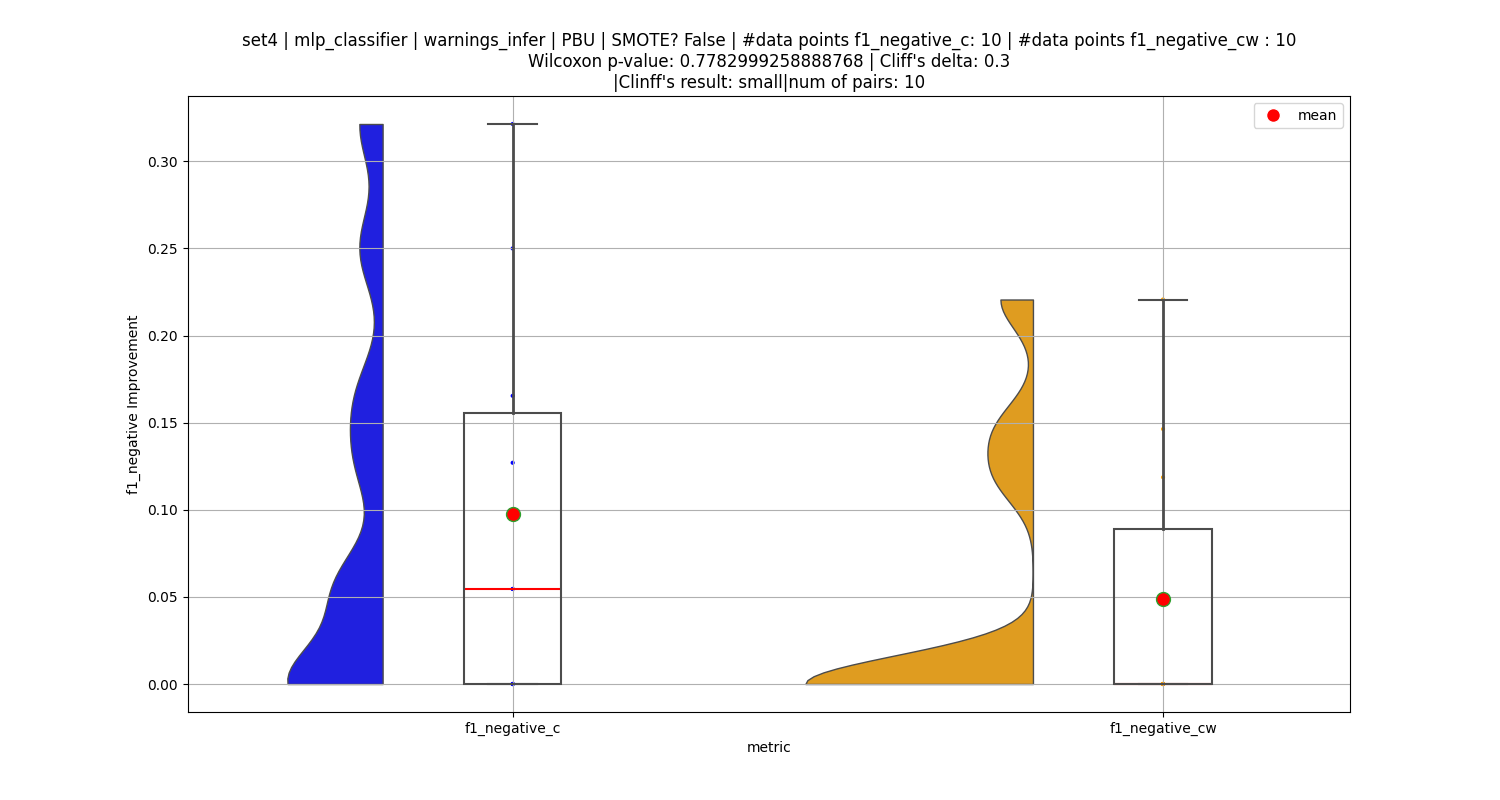 set4 | mlp_classifier | warnings_infer | PBU | SMOTE? False | #data points f1_negative_c: 10 | #data points f1_negative_cw : 10
Wilcoxon p-value: 0.7782999258888768 | Cliff's delta: 0.3
|Clinff's result: small|num of pairs: 10
mean
0.30
0.25
0.20
0.15
0.10
0.05
0.00
f1_negative Improvement
f1_negative_c
f1_negative_cw
metric